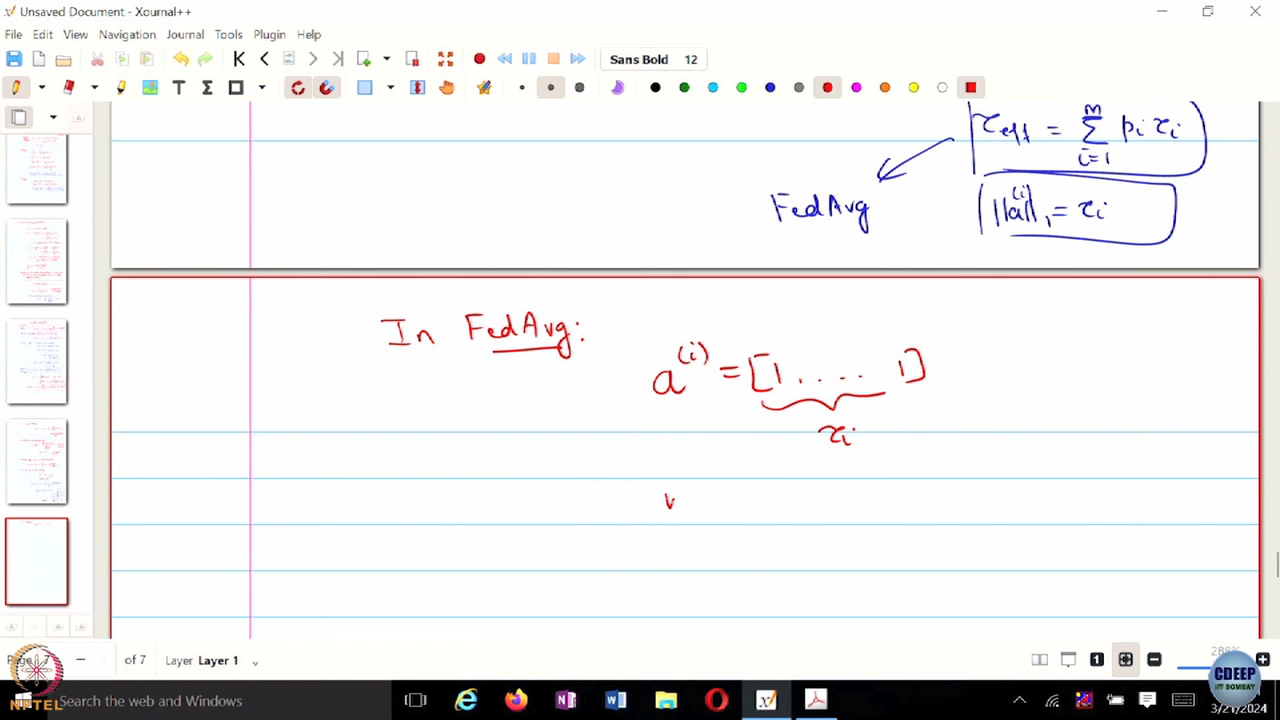 Unsaved Document - Xournal++
File Edit View Navigation Journal Tools Plugin Help
Sans Bold 12
τeff = Σ_{i=1}^{m} pi τi
FedAvg
||a^{(i)}||_1 = τi
In FedAvg:
a^{(i)} = [1 . . . . 1]
τi
of 7 Layer Layer 1
288%
Search the web and Windows
NPTEL
CDEEP
IIT BOMBAY
3/21/2024